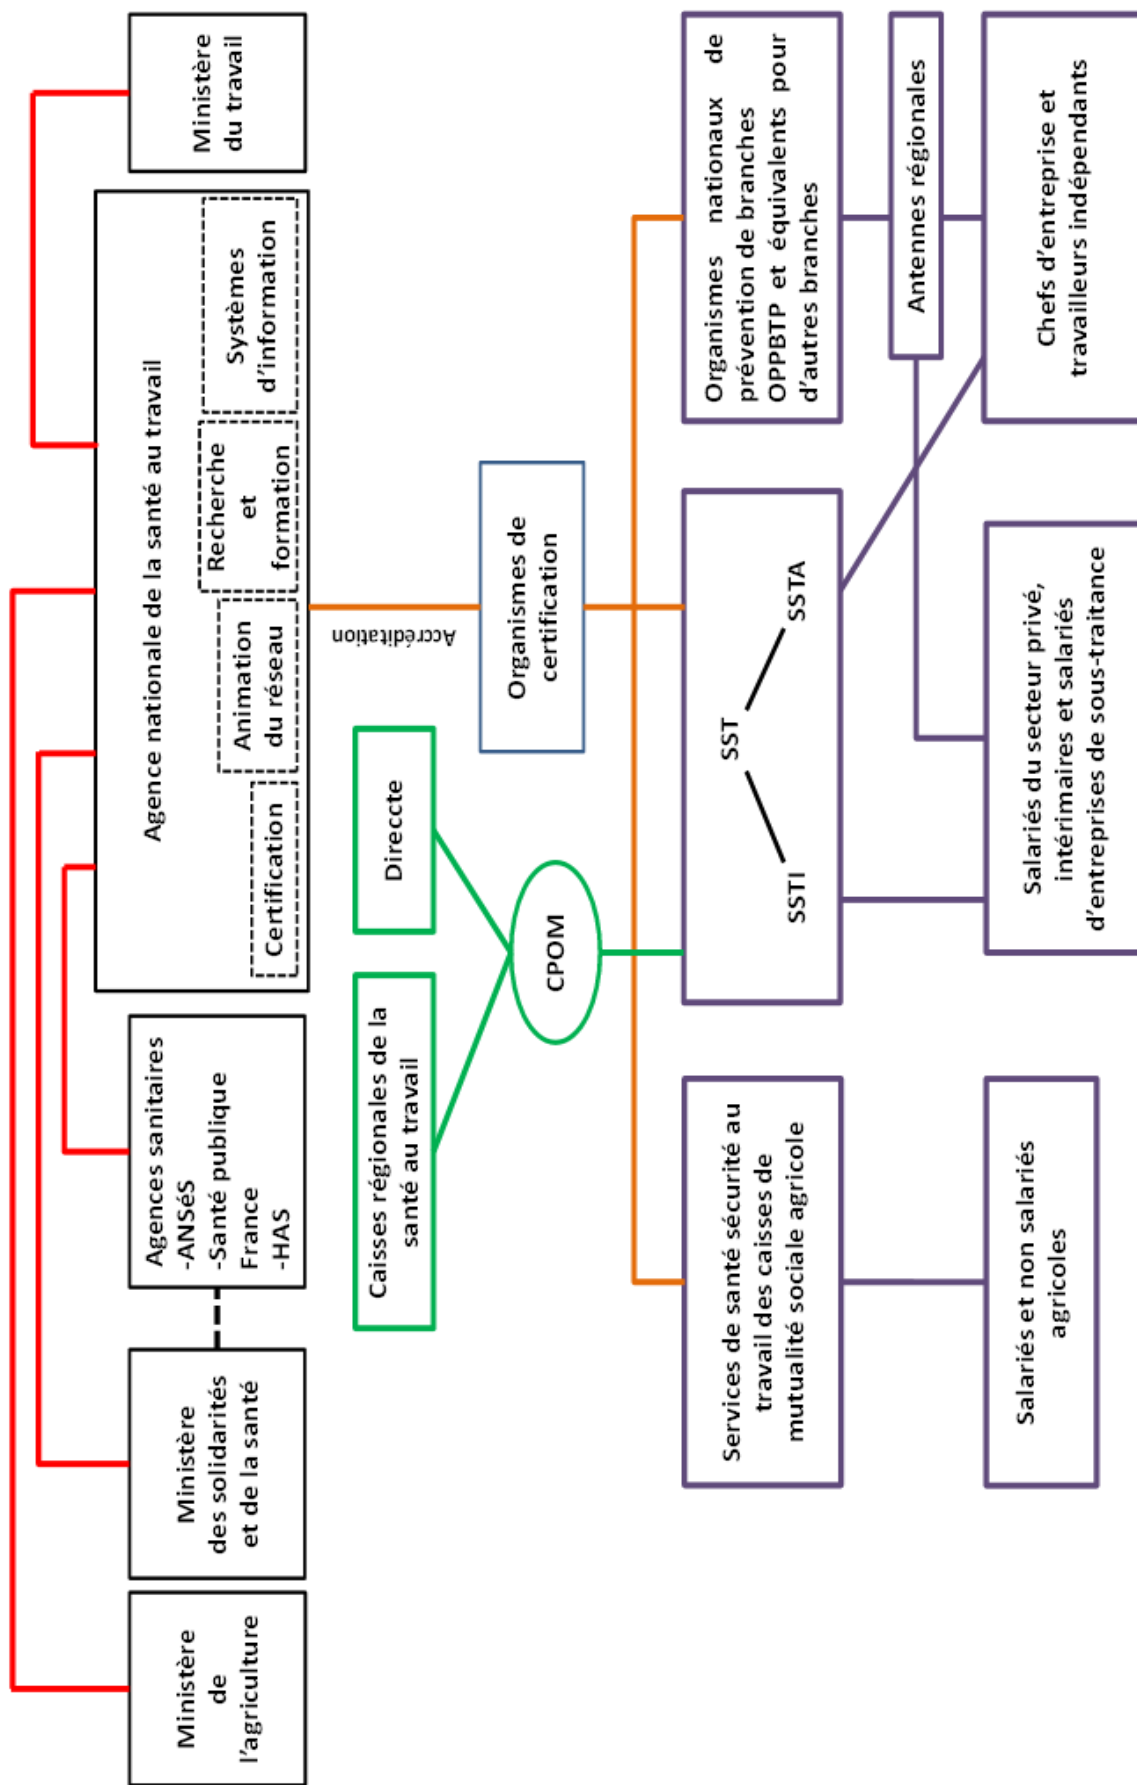 Ministère
de
l'agriculture
Ministère
des solidarités
et de la santé
Agences sanitaires
-ANSéS
-Santé publique
France
-HAS
Agence nationale de la santé au travail
Certification
Animation
du réseau
Recherche
et
formation
Systèmes
d'information
Ministère
du travail
Caisses régionales de la
santé au travail
Direccte
Accréditation
CPOM
Organismes de
certification
Services de santé sécurité au
travail des caisses de
mutualité sociale agricole
SST
SSTI
SSTA
Organismes nationaux de
prévention de branches
OPPBTP et équivalents pour
d'autres branches
Antennes régionales
Salariés et non salariés
agricoles
Salariés du secteur privé,
intérimaires et salariés
d'entreprises de sous-traitance
Chefs d'entreprise et
travailleurs indépendants